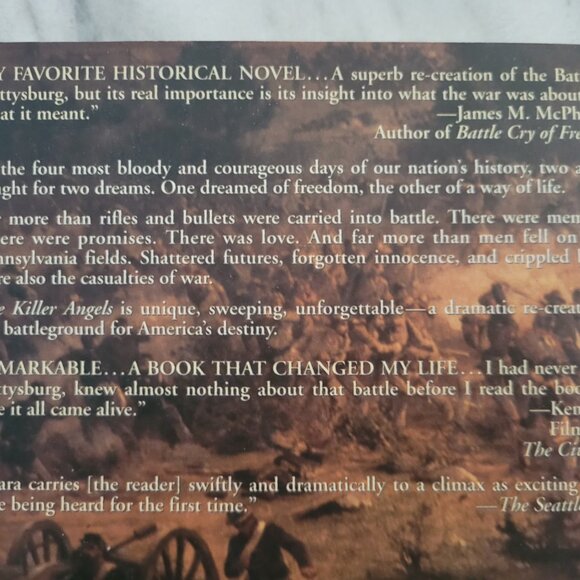 Y FAVORITE HISTORICAL NOVEL...A superb re-creation of the Bat
ttysburg, but its real importance is its insight into what the war was abou
at it meant."
—James M. McPh
Author of Battle Cry of Fre
the four most bloody and courageous days of our nation's history, two a
ght for two dreams. One dreamed of freedom, the other of a way of life.
more than rifles and bullets were carried into battle. There were mem
ere were promises. There was love. And far more than men fell on
nnsylvania fields. Shattered futures, forgotten innocence, and crippled b
re also the casualties of war.
e Killer Angels is unique, sweeping, unforgettable—a dramatic re-creat
battleground for America's destiny.
MARKABLE...A BOOK THAT CHANGED MY LIFE...I had never
ttysburg, knew almost nothing about that battle before I read the boo
e it all came alive."
—Ken
Film
The Civ
ara carries [the reader] swiftly and dramatically to a climax as exciting
e being heard for the first time."
—The Seattle